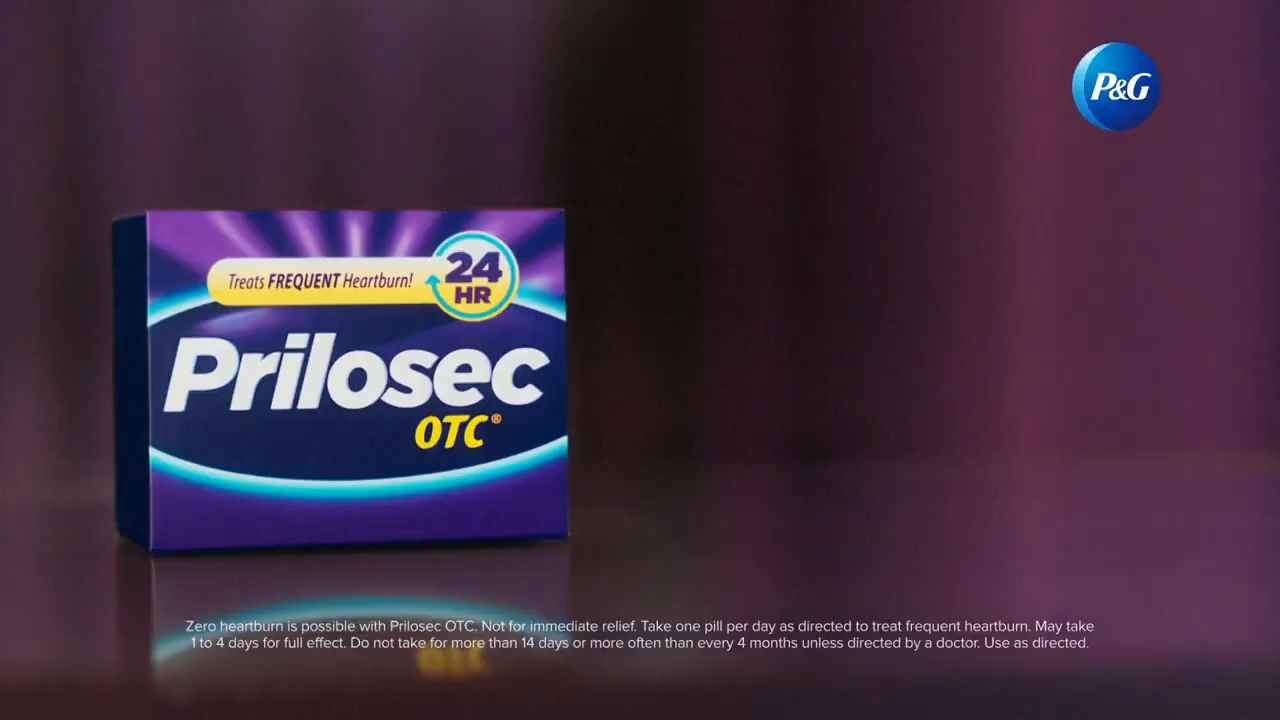 P&G
Treats FREQUENT Heartburn!
24
HR
Prilosec
OTC®
Zero heartburn is possible with Prilosec OTC. Not for immediate relief. Take one pill per day as directed to treat frequent heartburn. May take
1 to 4 days for full effect. Do not take for more than 14 days or more often than every 4 months unless directed by a doctor. Use as directed.